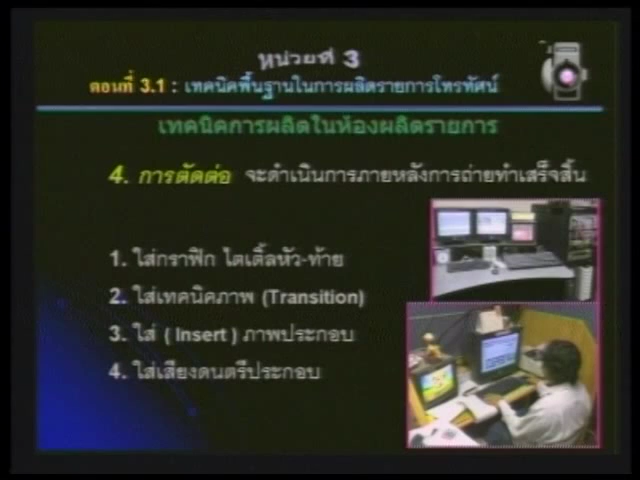 หน่วยที่ 3
ตอนที่ 3.1 : เทคนิคพื้นฐานในการผลิตรายการโทรทัศน์
เทคนิคการผลิตในห้องผลิตรายการ
4. การตัดต่อ จะดำเนินการภายหลังการถ่ายทำเสร็จสิ้น
1. ใส่กราฟิก ไตเติ้ลหัว-ท้าย
2. ใส่เทคนิคภาพ (Transition)
3. ใส่ ( Insert ) ภาพประกอบ
4. ใส่เสียงดนตรีประกอบ